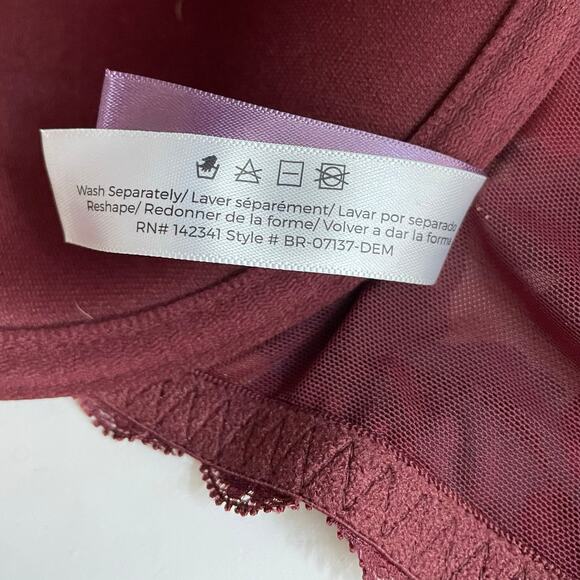 Wash Separately/ Laver séparément/ Lavar por separado
Reshape/ Redonner de la forme/ Volver a dar la forma
RN# 142341 Style # BR-07137-DEM